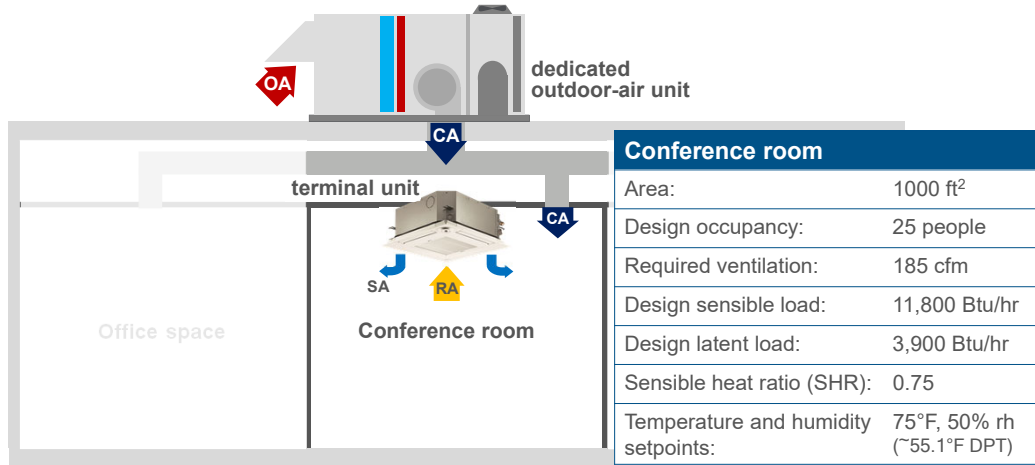 OA
dedicated
outdoor-air unit
CA
terminal unit
CA
SA
RA
Office space
Conference room
Conference room
Area: 1000 ft²
Design occupancy: 25 people
Required ventilation: 185 cfm
Design sensible load: 11,800 Btu/hr
Design latent load: 3,900 Btu/hr
Sensible heat ratio (SHR): 0.75
Temperature and humidity 75°F, 50% rh
setpoints: (~55.1°F DPT)